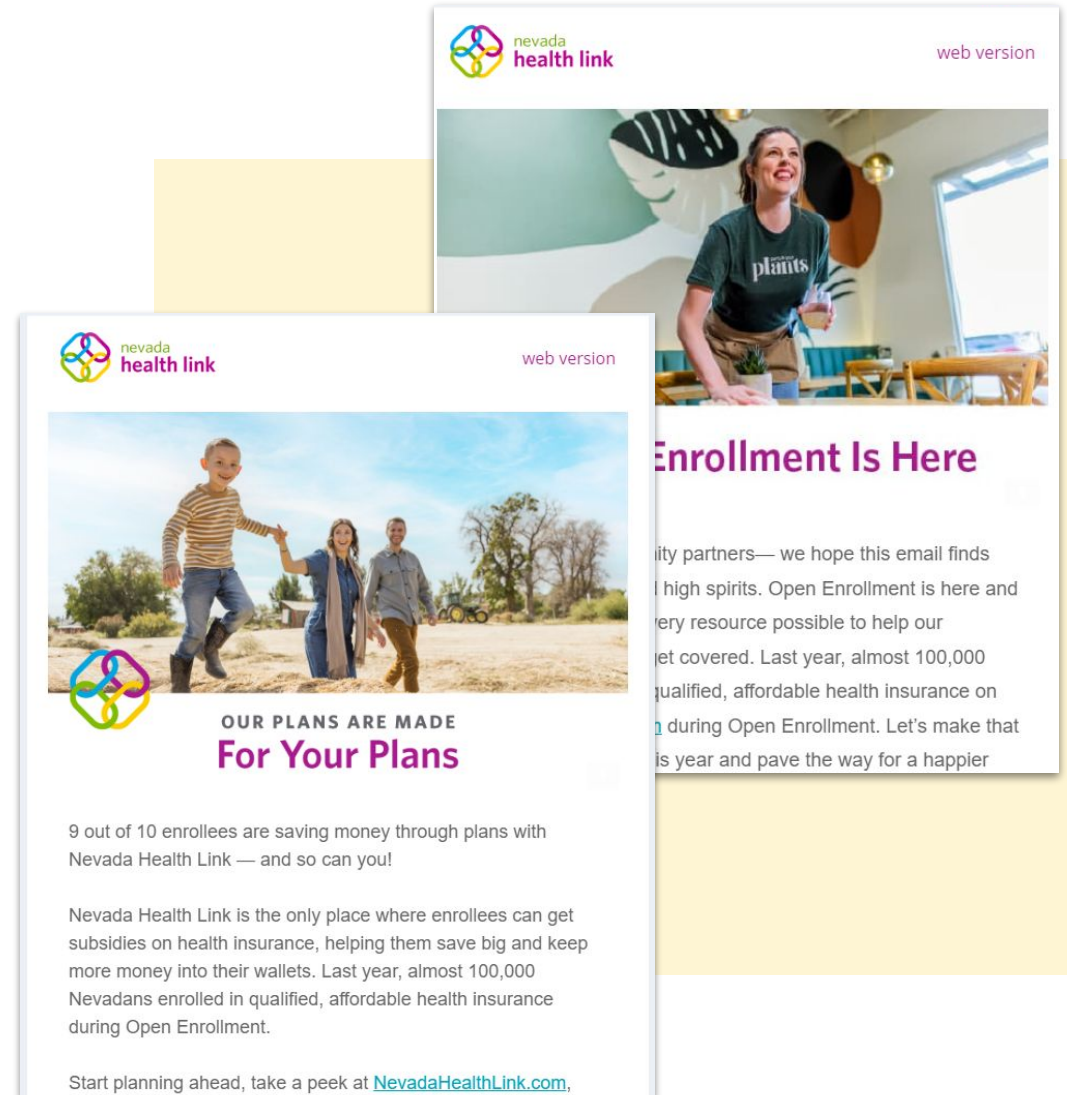 nevada
health link
web version
plants
Enrollment Is Here
partners— we hope this email finds
high spirits. Open Enrollment is here and
resource possible to help our
covered. Last year, almost 100,000
qualified, affordable health insurance on
during Open Enrollment. Let's make that
year and pave the way for a happier
nevada
health link
web version
OUR PLANS ARE MADE
For Your Plans
9 out of 10 enrollees are saving money through plans with
Nevada Health Link — and so can you!
Nevada Health Link is the only place where enrollees can get
subsidies on health insurance, helping them save big and keep
more money into their wallets. Last year, almost 100,000
Nevadans enrolled in qualified, affordable health insurance
during Open Enrollment.
Start planning ahead, take a peek at NevadaHealthLink.com,